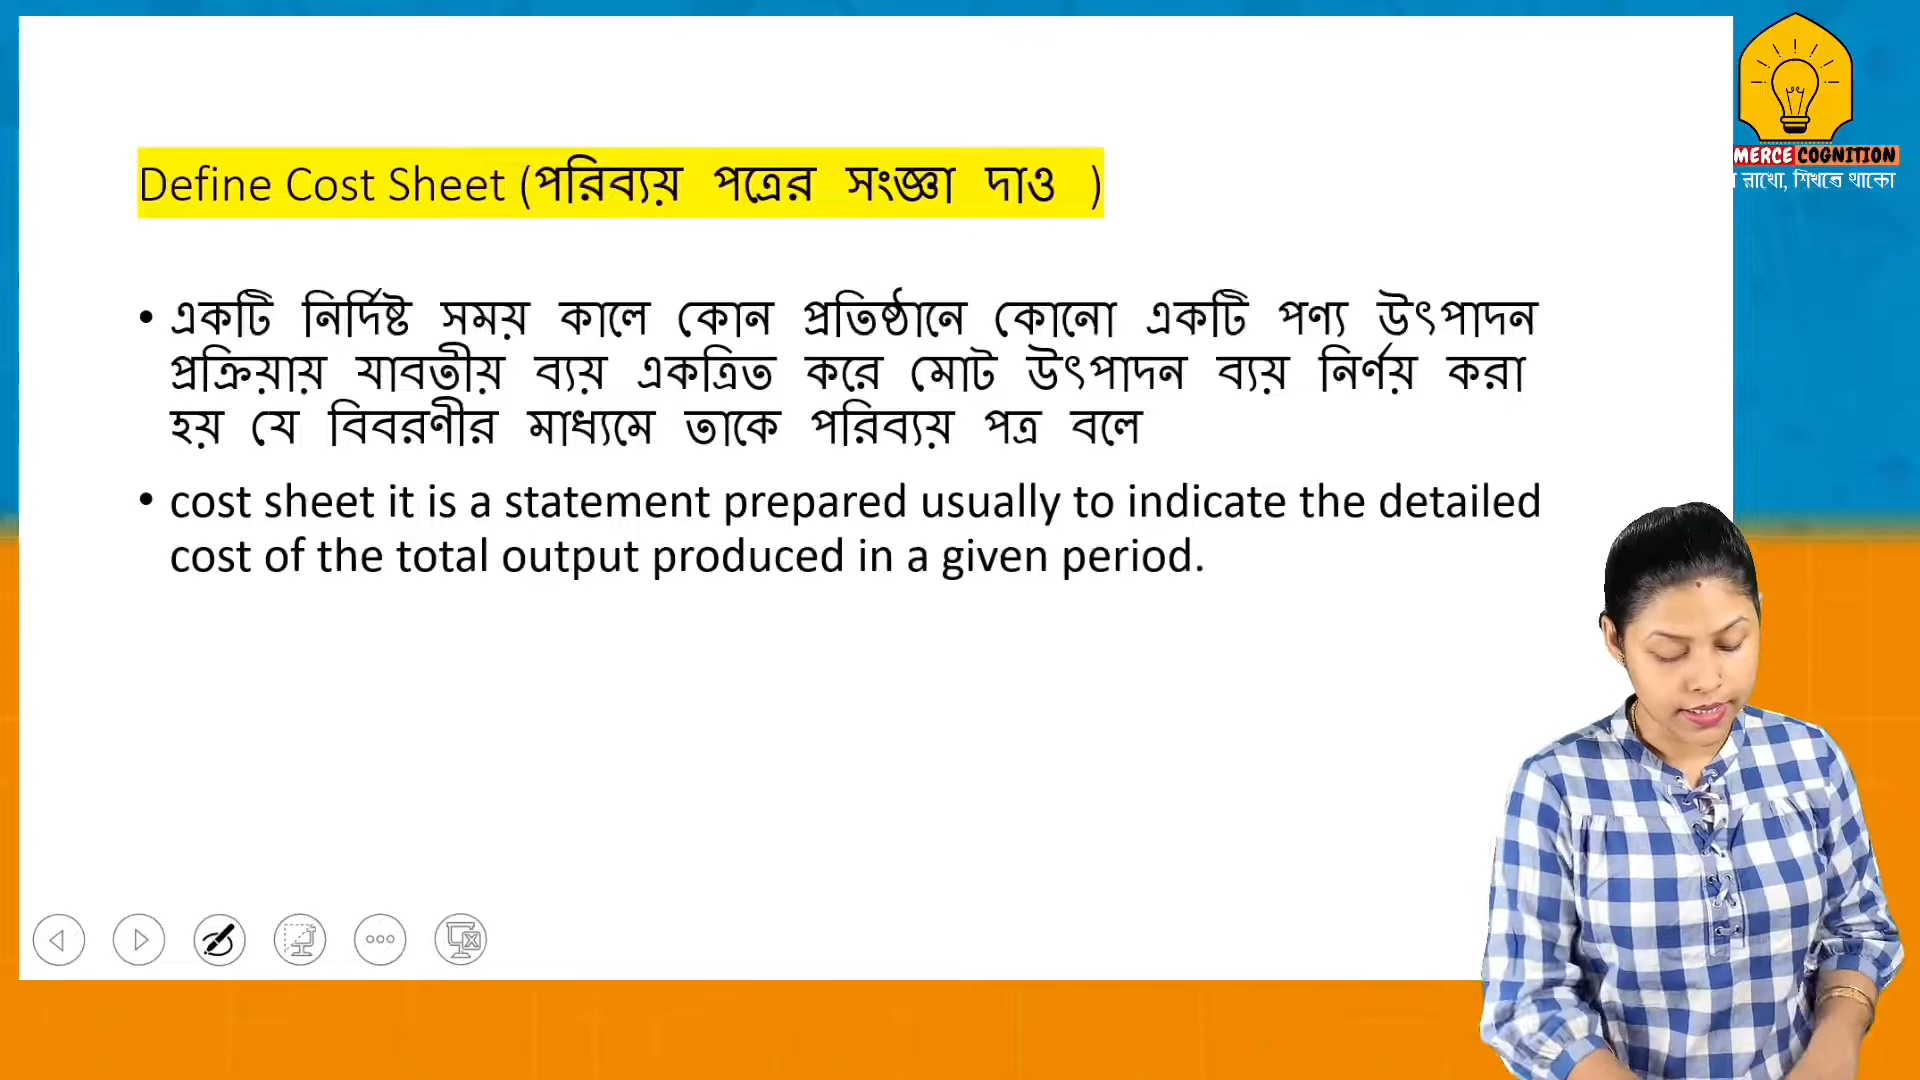 Define Cost Sheet (পরিব্যয় পত্রের সংজ্ঞা দাও )
• একটি নির্দিষ্ট সময় কালে কোন প্রতিষ্ঠানে কোনো একটি পণ্য উৎপাদন
প্রক্রিয়ায় যাবতীয় ব্যয় একত্রিত করে মোট উৎপাদন ব্যয় নির্ণয় করা
হয় যে বিবরণীর মাধ্যমে তাকে পরিব্যয় পত্র বলে
• cost sheet it is a statement prepared usually to indicate the detailed
cost of the total output produced in a given period.
MERCE COGNITION
রাখো, শিখতে থাকো